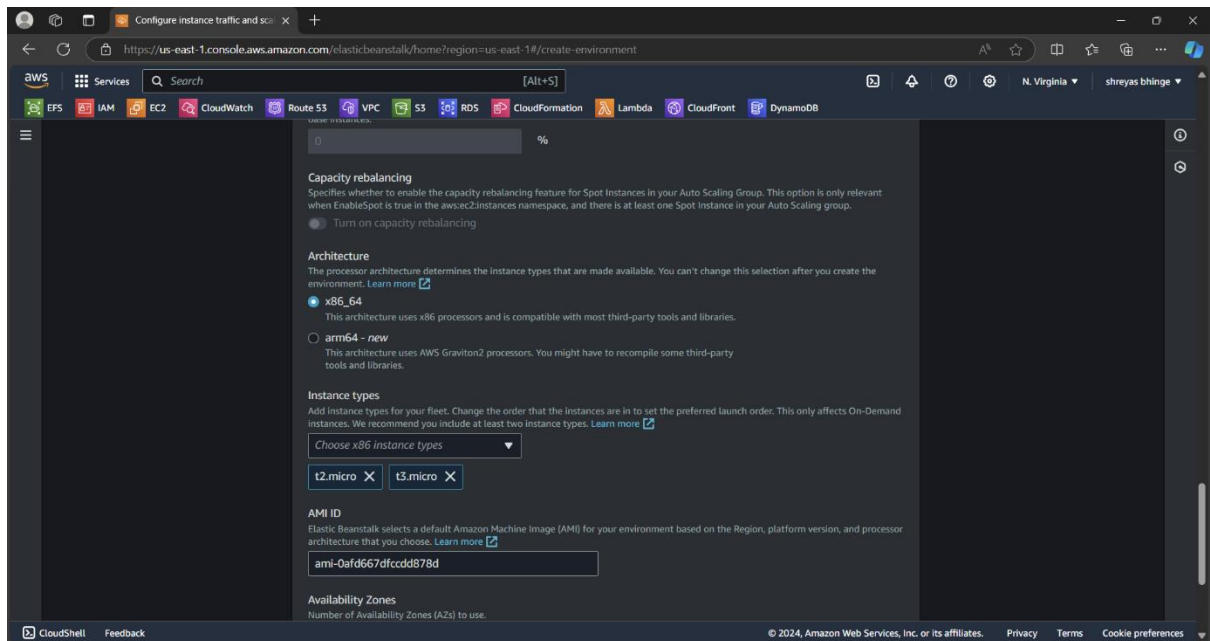 Configure instance traffic and scal
https://us-east-1.console.aws.amazon.com/elasticbeanstalk/home?region=us-east-1#/create-environment
aws Services Search [Alt+S] N. Virginia shreyas bhinge
EFS IAM EC2 CloudWatch Route 53 VPC S3 RDS CloudFormation Lambda CloudFront DynamoDB
base instances.
0 %
Capacity rebalancing
Specifies whether to enable the capacity rebalancing feature for Spot Instances in your Auto Scaling Group. This option is only relevant
when EnableSpot is true in the aws:ec2:instances namespace, and there is at least one Spot Instance in your Auto Scaling group.
Turn on capacity rebalancing
Architecture
The processor architecture determines the instance types that are made available. You can't change this selection after you create the
environment. Learn more
x86_64
This architecture uses x86 processors and is compatible with most third-party tools and libraries.
arm64 - new
This architecture uses AWS Graviton2 processors. You might have to recompile some third-party
tools and libraries.
Instance types
Add instance types for your fleet. Change the order that the instances are in to set the preferred launch order. This only affects On-Demand
instances. We recommend you include at least two instance types. Learn more
Choose x86 instance types
t2.micro t3.micro
AMI ID
Elastic Beanstalk selects a default Amazon Machine Image (AMI) for your environment based on the Region, platform version, and processor
architecture that you choose. Learn more
ami-0afd667dfccdd878d
Availability Zones
Number of Availability Zones (AZs) to use.
CloudShell Feedback © 2024, Amazon Web Services, Inc. or its affiliates. Privacy Terms Cookie preferences